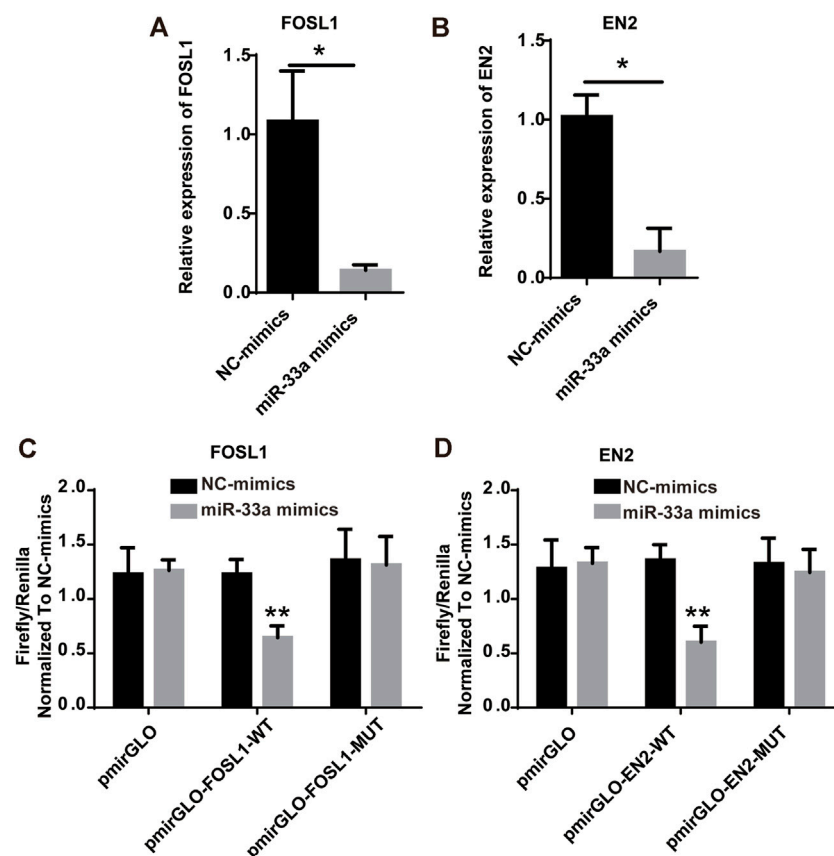 A
FOSL1
Relative expression of FOSL1
1.5
1.0
0.5
0.0
*
NC-mimics
miR-33a mimics
B
EN2
Relative expression of EN2
1.5
1.0
0.5
0.0
*
NC-mimics
miR-33a mimics
C
FOSL1
NC-mimics
miR-33a mimics
Firefly/Renilla
Normalized To NC-mimics
2.0
1.5
1.0
0.5
0.0
**
pmirGLO
pmirGLO-FOSL1-WT
pmirGLO-FOSL1-MUT
D
EN2
NC-mimics
miR-33a mimics
Firefly/Renilla
Normalized To NC-mimics
2.0
1.5
1.0
0.5
0.0
**
pmirGLO
pmirGLO-EN2-WT
pmirGLO-EN2-MUT